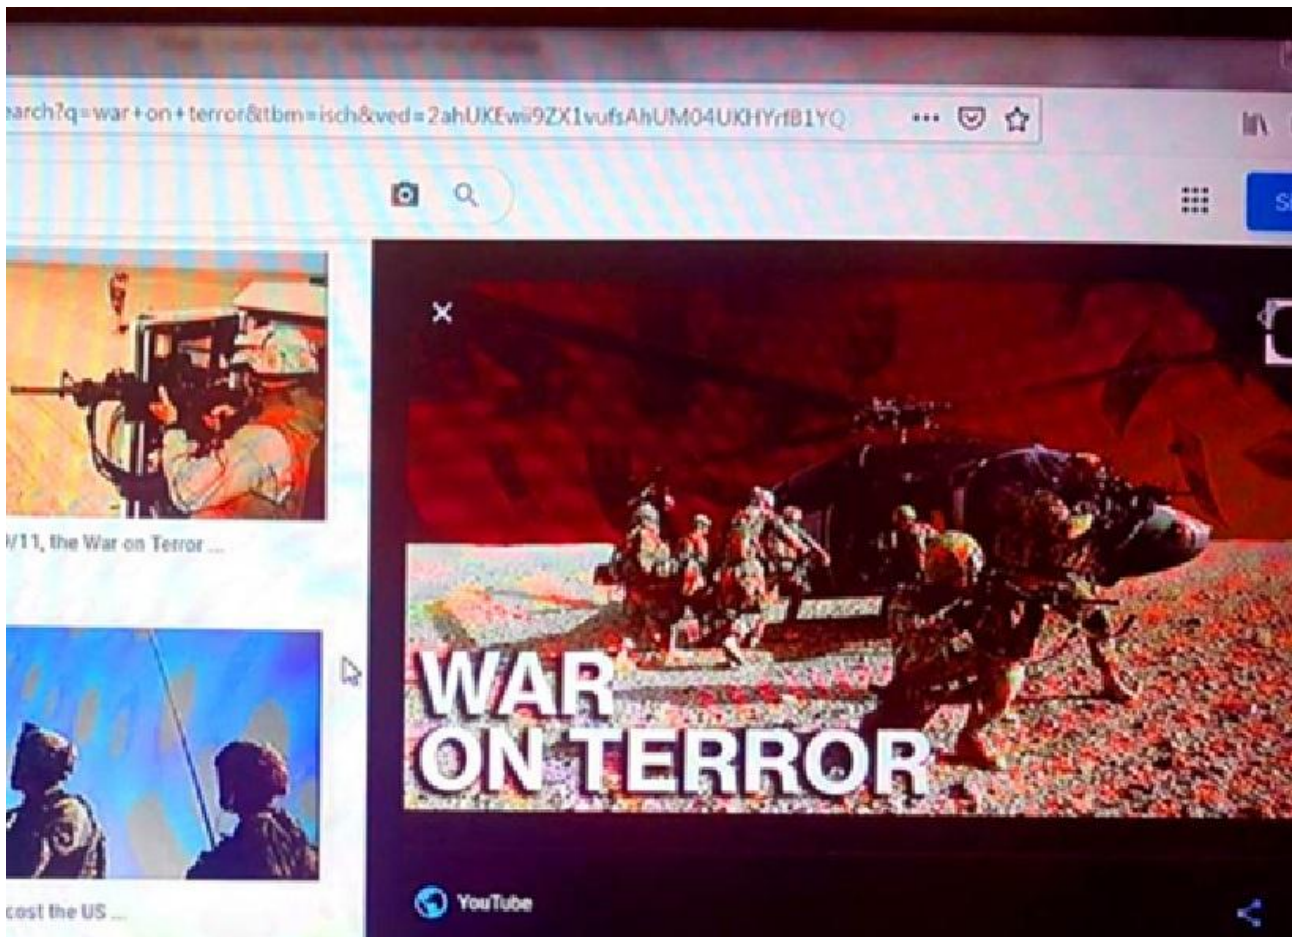 earch?q=war+on+terror&tbm=isch&ved=2ahUKEwii9ZX1vufsAhUM04UKHYrfB1YQ
9/11, the War on Terror ...
WAR
ON TERROR
cost the US ...
YouTube